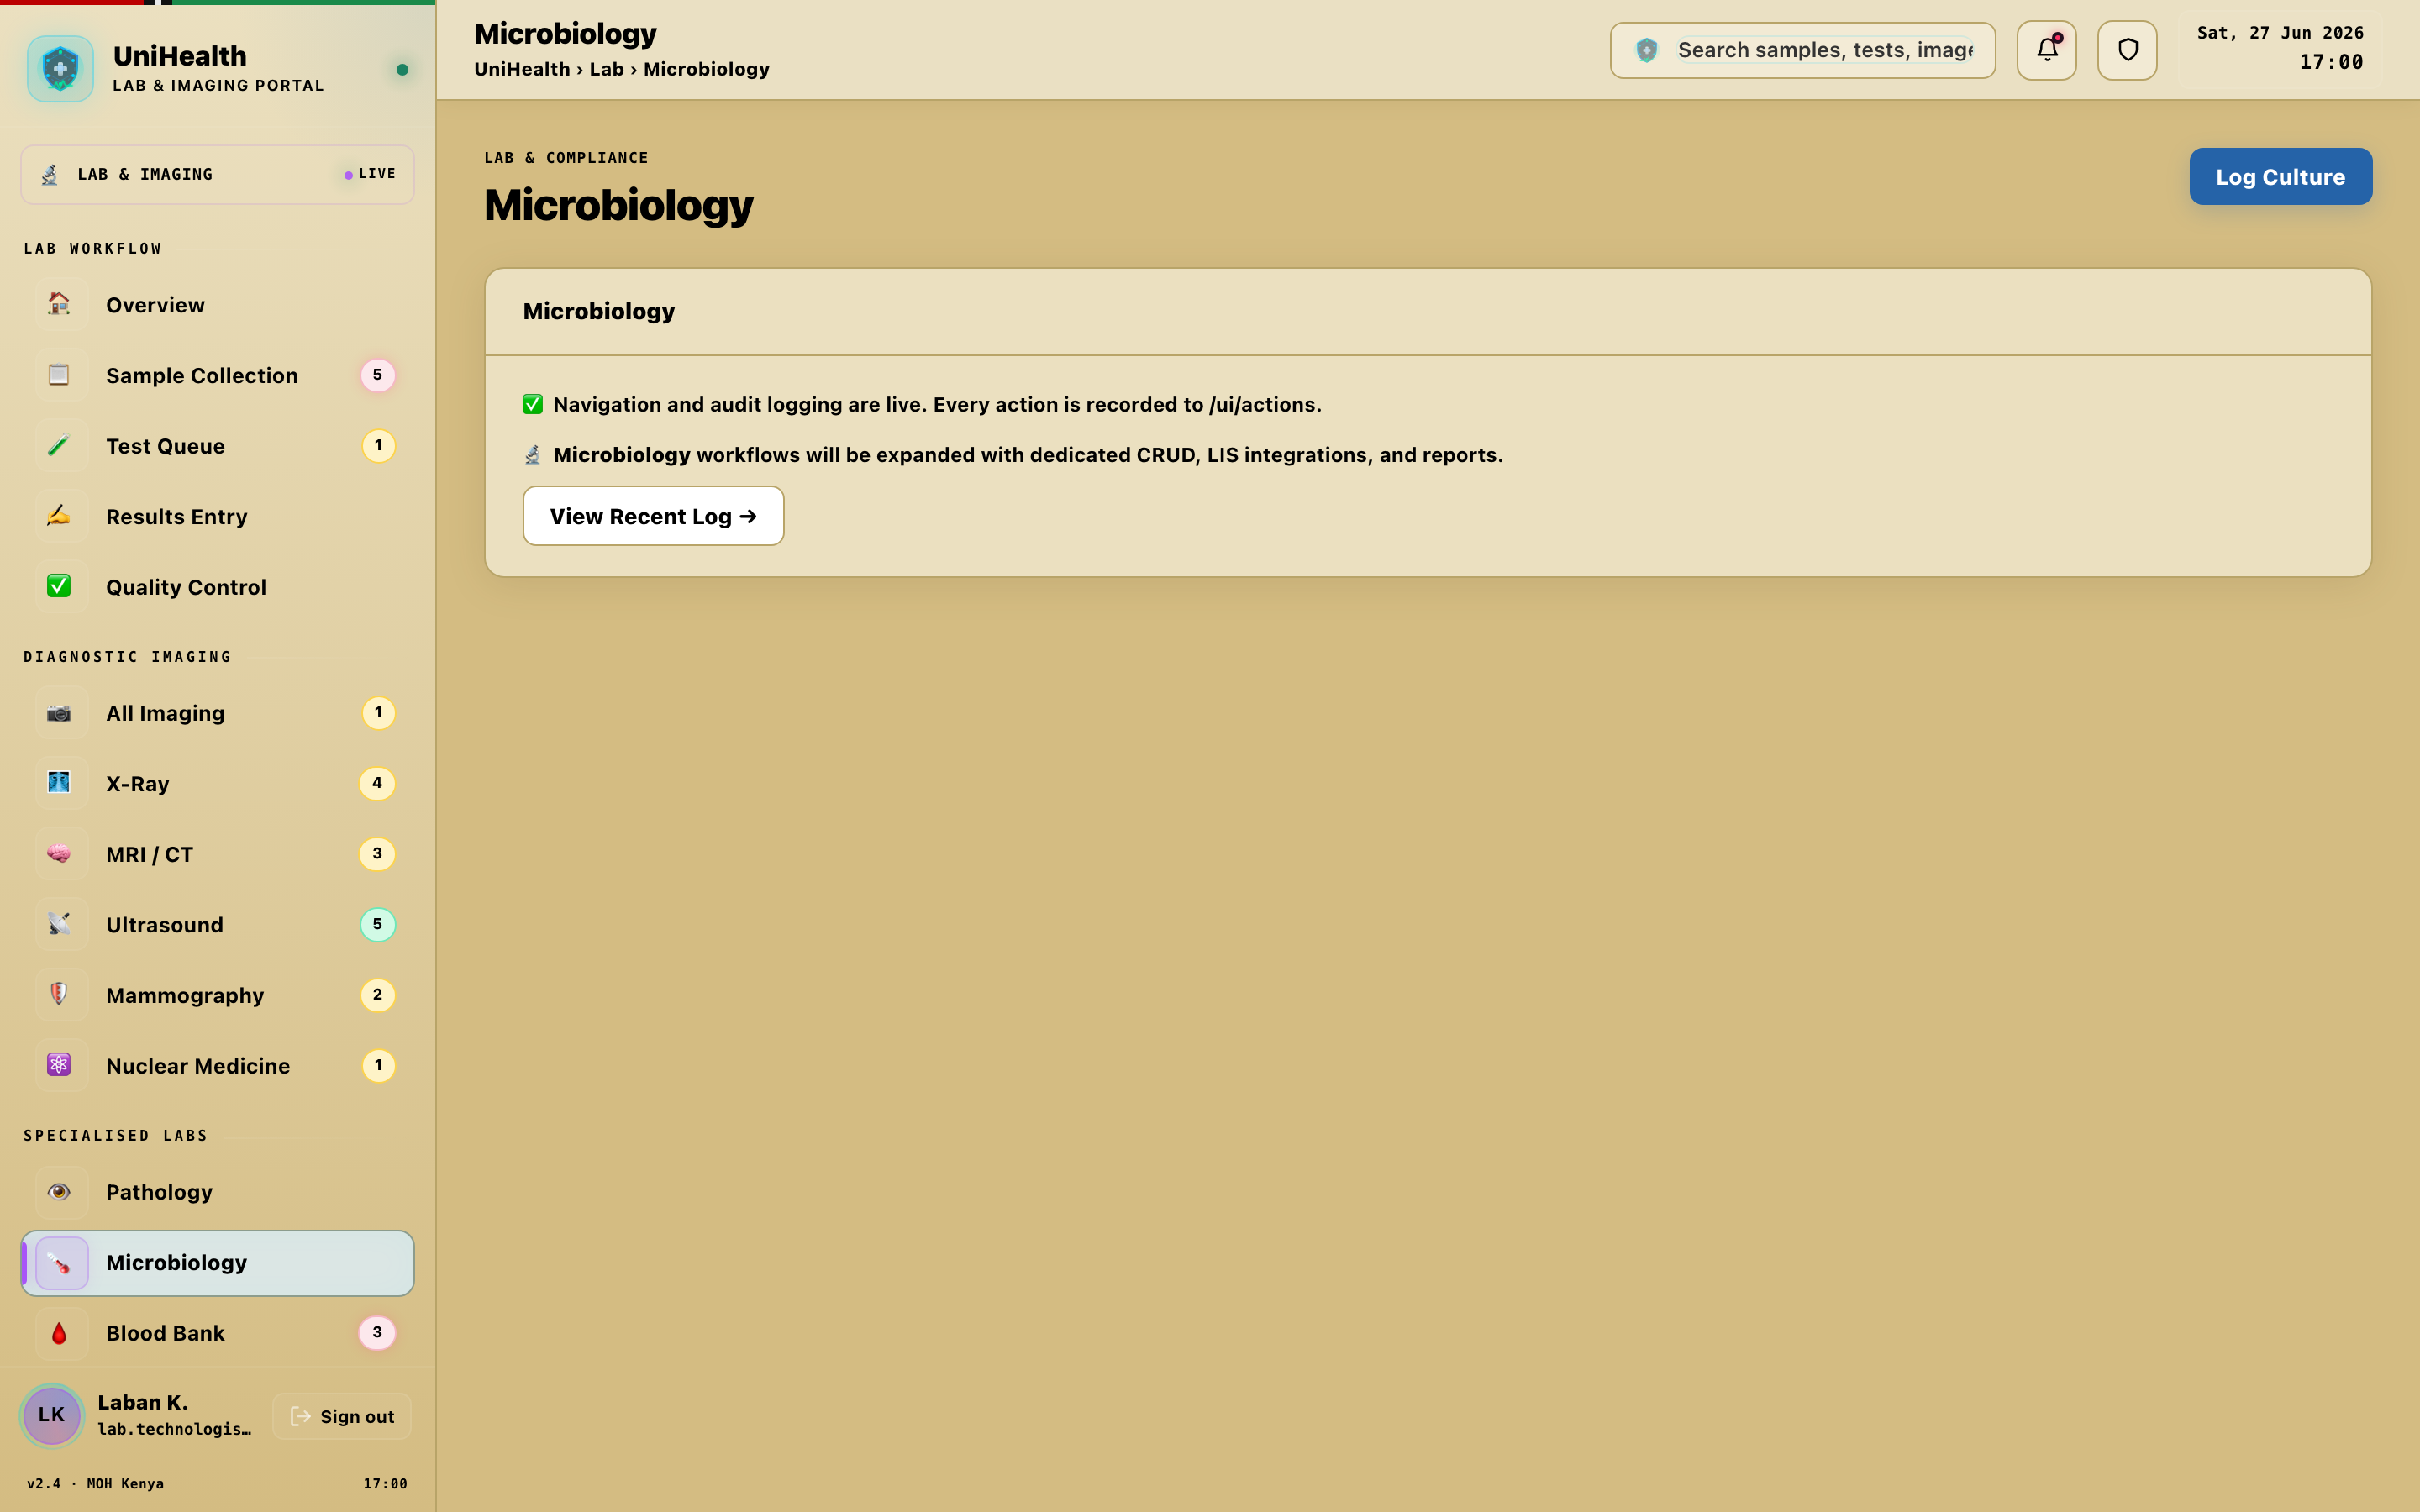 UniHealth
LAB & IMAGING PORTAL
LAB & IMAGING
LIVE
LAB WORKFLOW
Overview
Sample Collection 5
Test Queue 1
Results Entry
Quality Control
DIAGNOSTIC IMAGING
All Imaging 1
X-Ray 4
MRI / CT 3
Ultrasound 5
Mammography 2
Nuclear Medicine 1
SPECIALISED LABS
Pathology
Microbiology
Blood Bank 3
LK
Laban K.
lab.technologis…
Sign out
v2.4 · MOH Kenya 17:00
Microbiology
UniHealth › Lab › Microbiology
Search samples, tests, image
Sat, 27 Jun 2026
17:00
LAB & COMPLIANCE
Microbiology
Log Culture
Microbiology
✅ Navigation and audit logging are live. Every action is recorded to /ui/actions.
🔬 Microbiology workflows will be expanded with dedicated CRUD, LIS integrations, and reports.
View Recent Log →